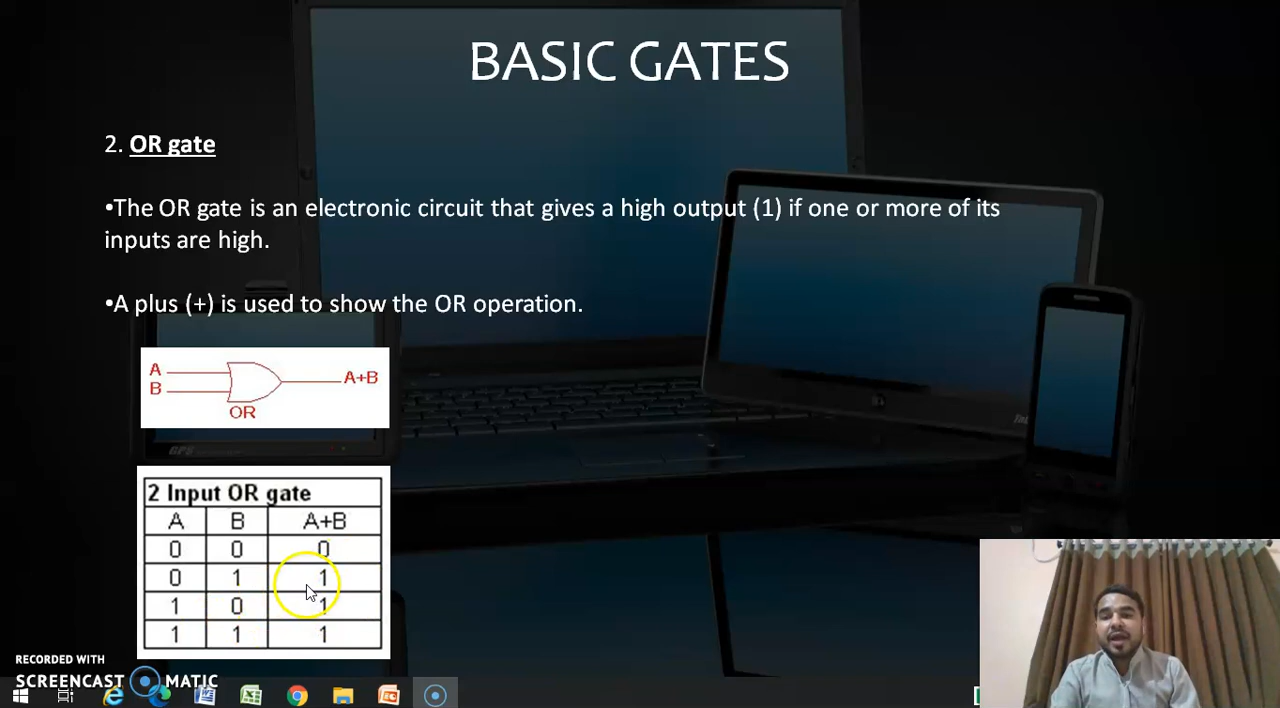 BASIC GATES
2. OR gate
•The OR gate is an electronic circuit that gives a high output (1) if one or more of its
inputs are high.
•A plus (+) is used to show the OR operation.
A
B
A+B
OR
2 Input OR gate
A B A+B
0 0 0
0 1 1
1 0 1
1 1 1
RECORDED WITH
SCREENCAST MATIC